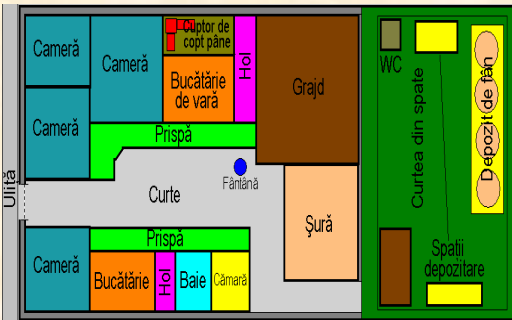 Cameră
Cameră
Cuptor de
copt pâne
Bucătărie
de vară
Hol
Grajd
WC
Curtea din spate
Depozit de fân
Cameră
Prispă
Fântână
Uliță
Curte
Șură
Prispă
Cameră
Bucătărie
Hol
Baie
Cămară
Spatii
depozitare